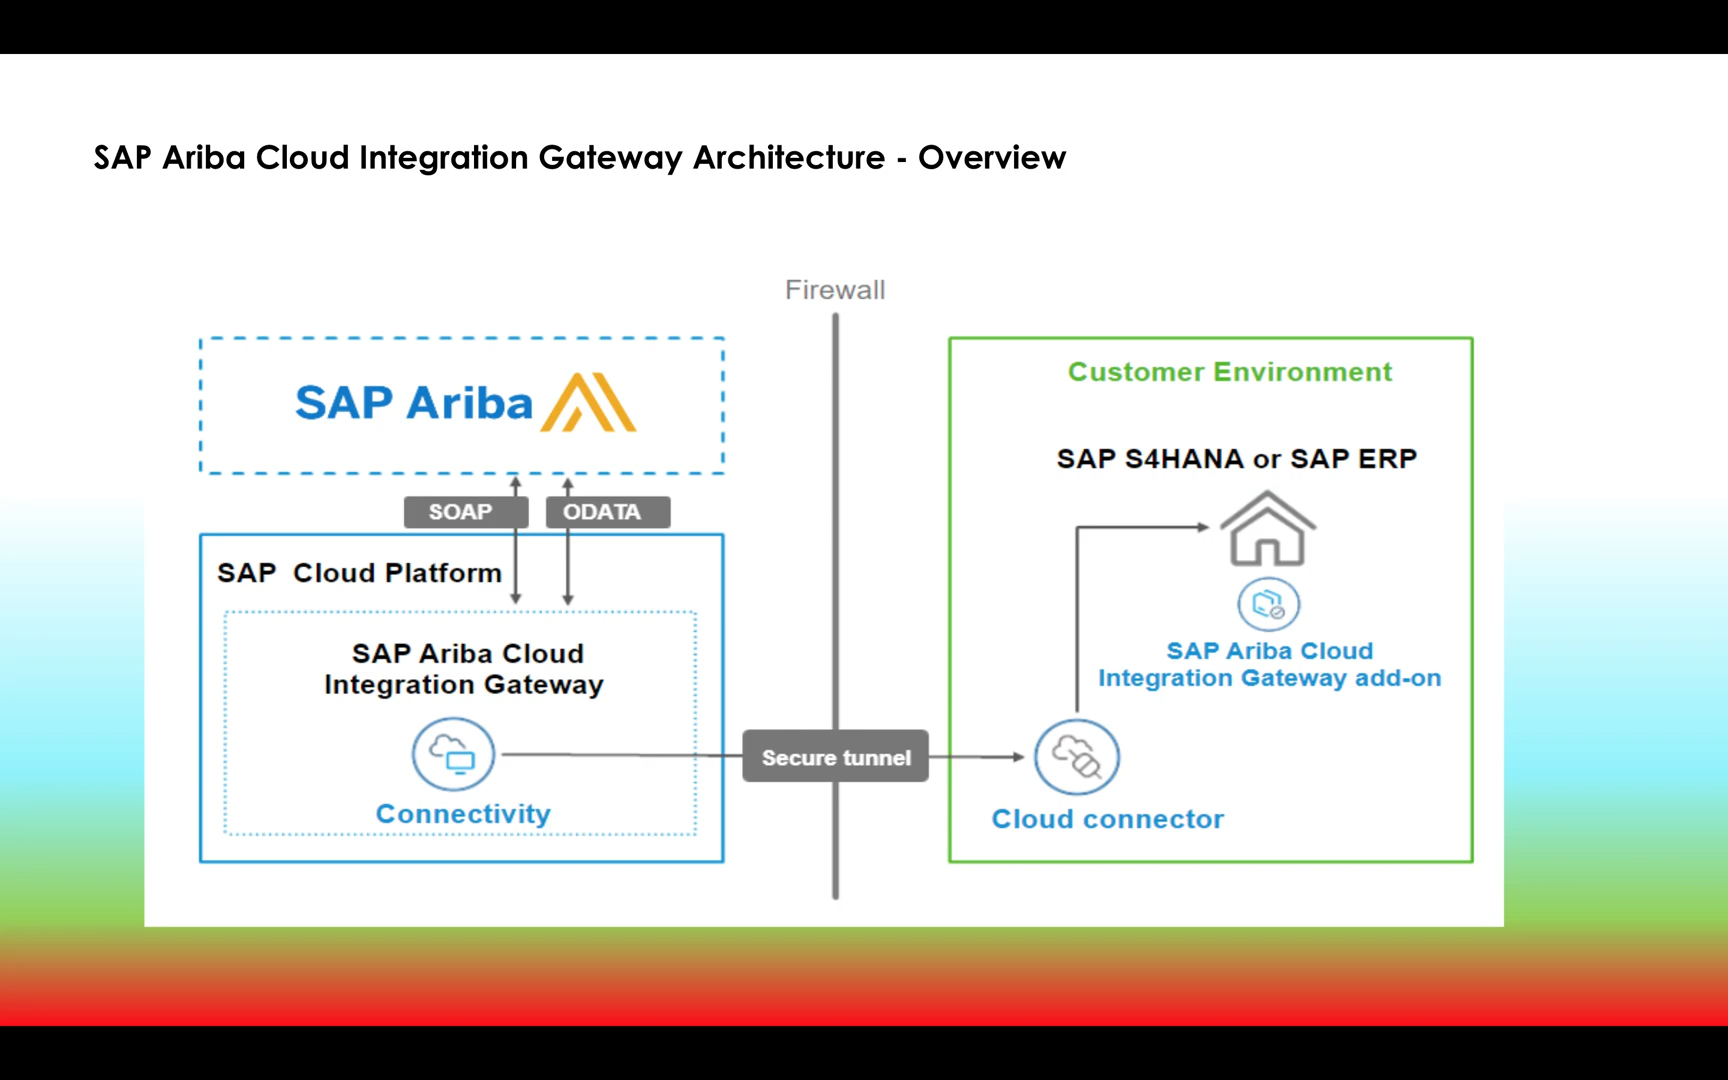 SAP Ariba Cloud Integration Gateway Architecture - Overview
Firewall
SAP Ariba
SOAP
ODATA
SAP Cloud Platform
SAP Ariba Cloud
Integration Gateway
Connectivity
Secure tunnel
Customer Environment
SAP S4HANA or SAP ERP
SAP Ariba Cloud
Integration Gateway add-on
Cloud connector